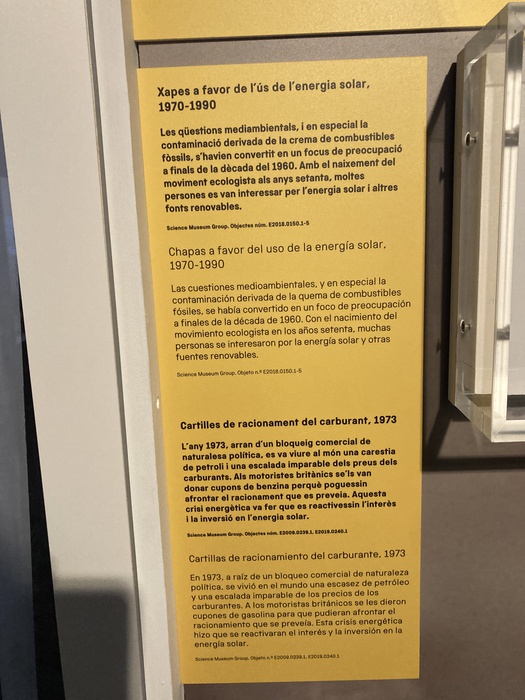 Xapes a favor de l'ús de l'energia solar,
1970-1990
Les qüestions mediambientals, i en especial la
contaminació derivada de la crema de combustibles
fòssils, s'havien convertit en un focus de preocupació
a finals de la dècada del 1960. Amb el naixement del
moviment ecologista als anys setanta, moltes
persones es van interessar per l'energia solar i altres
fonts renovables.
Science Museum Group. Objectes núm. E2018.0150.1-5
Chapas a favor del uso de la energía solar,
1970-1990
Las cuestiones medioambientales, y en especial la
contaminación derivada de la quema de combustibles
fósiles, se había convertido en un foco de preocupación
a finales de la década de 1960. Con el nacimiento del
movimiento ecologista en los años setenta, muchas
personas se interesaron por la energía solar y otras
fuentes renovables.
Science Museum Group. Objeto n.º E2018.0150.1-5
Cartilles de racionament del carburant, 1973
L'any 1973, arran d'un bloqueig comercial de
naturalesa política, es va viure al món una carestia
de petroli i una escalada imparable dels preus dels
carburants. Als motoristes britànics se'ls van
donar cupons de benzina perquè poguessin
afrontar el racionament que es preveia. Aquesta
crisi energètica va fer que es reactivessin l'interès
i la inversió en l'energia solar.
Science Museum Group. Objectes núm. E2009.0239.1, E2019.0240.1
Cartillas de racionamiento del carburante, 1973
En 1973, a raíz de un bloqueo comercial de naturaleza
política, se vivió en el mundo una escasez de petróleo
y una escalada imparable de los precios de los
carburantes. A los motoristas británicos se les dieron
cupones de gasolina para que pudieran afrontar el
racionamiento que se preveía. Esta crisis energética
hizo que se reactivaran el interés y la inversión en la
energía solar.
Science Museum Group. Objeto n.º E2009.0239.1, E2019.0240.1